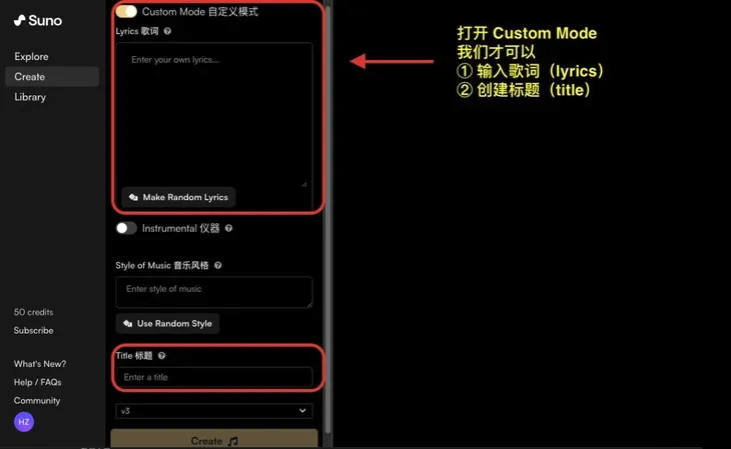 Suno
Explore
Create
Library
50 credits
Subscribe
What's New?
Help / FAQs
Community
HZ
Custom Mode 自定义模式
Lyrics 歌词
Enter your own lyrics...
Make Random Lyrics
Instrumental 仪器
Style of Music 音乐风格
Enter style of music
Use Random Style
Title 标题
Enter a title
v3
Create
打开 Custom Mode
我们才可以
① 输入歌词（lyrics）
② 创建标题（title）